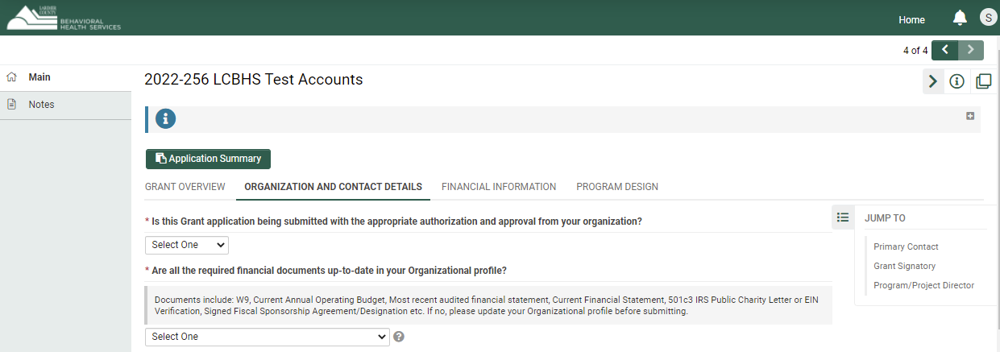 LARIMER
COUNTY
BEHAVIORAL
HEALTH SERVICES
Home
S
4 of 4
Main
2022-256 LCBHS Test Accounts
Notes
Application Summary
GRANT OVERVIEW ORGANIZATION AND CONTACT DETAILS FINANCIAL INFORMATION PROGRAM DESIGN
* Is this Grant application being submitted with the appropriate authorization and approval from your organization?
JUMP TO
Select One
Primary Contact
Grant Signatory
* Are all the required financial documents up-to-date in your Organizational profile?
Program/Project Director
Documents include: W9, Current Annual Operating Budget, Most recent audited financial statement, Current Financial Statement, 501c3 IRS Public Charity Letter or EIN
Verification, Signed Fiscal Sponsorship Agreement/Designation etc. If no, please update your Organizational profile before submitting.
Select One